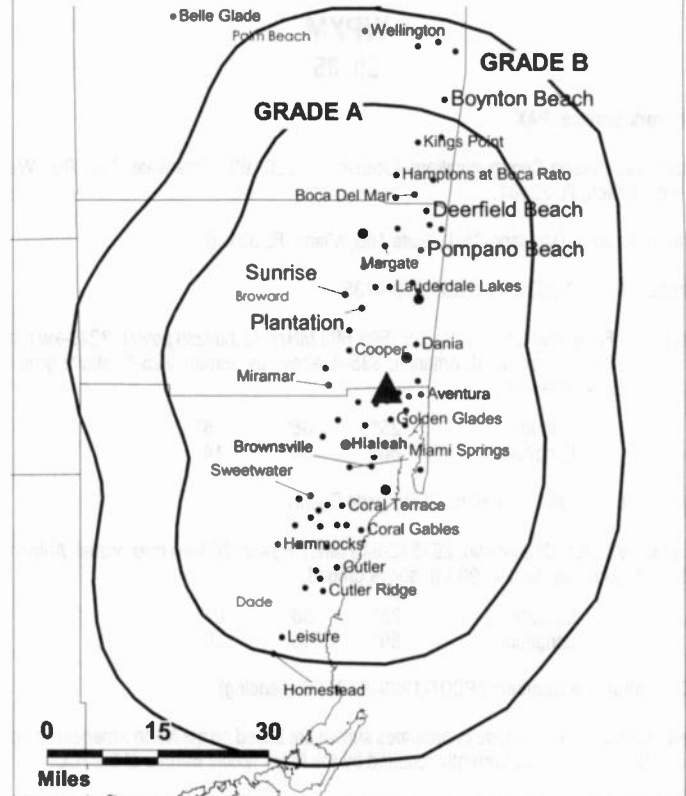 Belle Glade
Palm Beach
Wellington
GRADE B
Boynton Beach
GRADE A
Kings Point
Hamptons at Boca Rato
Boca Del Mar
Deerfield Beach
Pompano Beach
Margate
Sunrise
Lauderdale Lakes
Broward
Plantation
Dania
Cooper
Miramar
Aventura
Golden Glades
Hialeah
Brownsville
Miami Springs
Sweetwater
Coral Terrace
Coral Gables
Hammocks
Cutler
Cutler Ridge
Dade
Leisure
Homestead
0 15 30
Miles